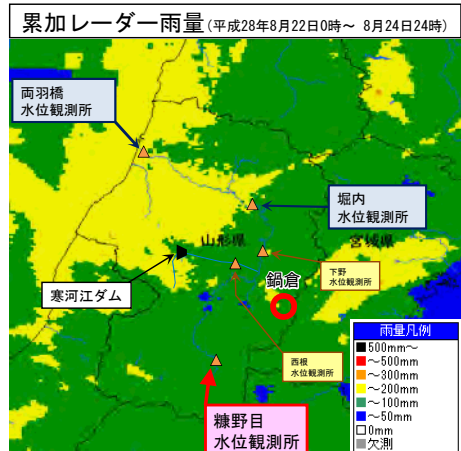 累加レーダー雨量(平成28年8月22日0時~ 8月24日24時)
両羽橋
水位観測所
堀内
水位観測所
山形県
宮城県
鍋倉
下野
水位観測所
寒河江ダム
西根
水位観測所
糠野目
水位観測所
雨量凡例
500mm~
~500mm
~300mm
~200mm
~100mm
~50mm
0mm
欠測